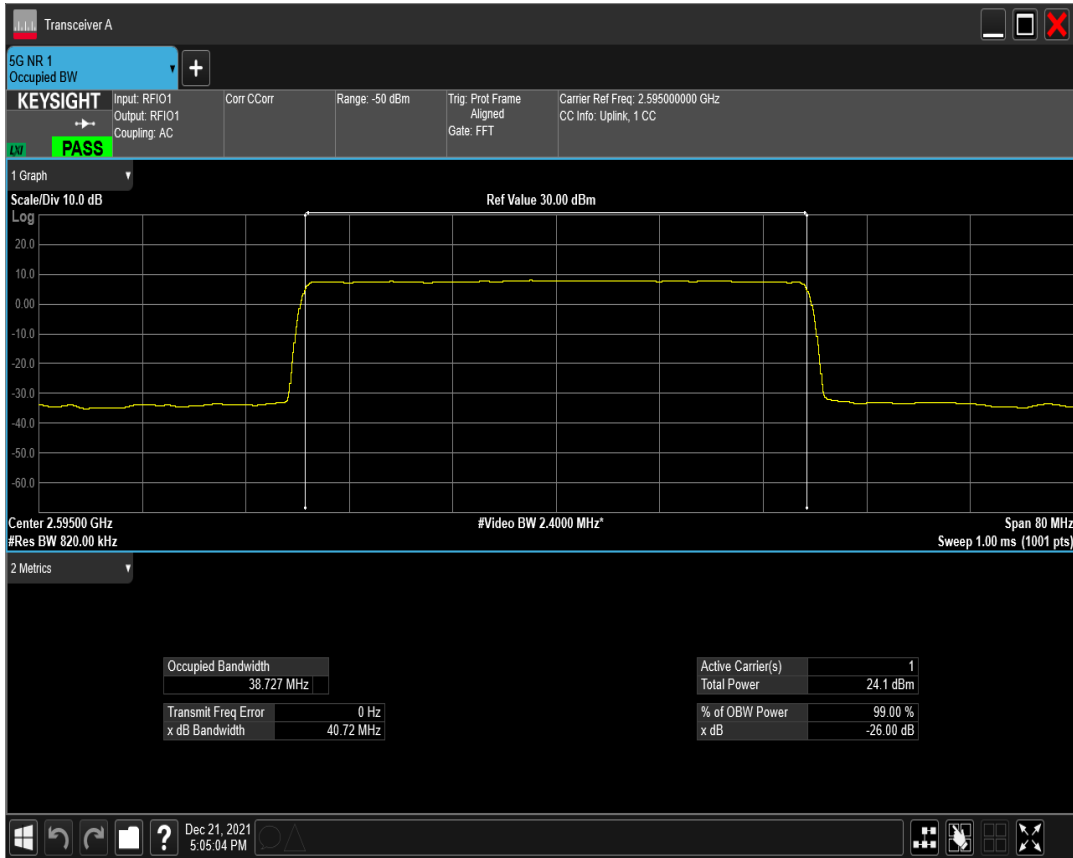 Transceiver A
5G NR 1
Occupied BW
KEYSIGHT
LXI
PASS
Input: RFIO1
Output: RFIO1
Coupling: AC
Corr CCorr
Range: -50 dBm
Trig: Prot Frame
Aligned
Gate: FFT
Carrier Ref Freq: 2.595000000 GHz
CC Info: Uplink, 1 CC
1 Graph
Scale/Div 10.0 dB
Ref Value 30.00 dBm
Log
20.0
10.0
0.00
-10.0
-20.0
-30.0
-40.0
-50.0
-60.0
Center 2.59500 GHz
#Video BW 2.4000 MHz*
Span 80 MHz
#Res BW 820.00 kHz
Sweep 1.00 ms (1001 pts)
2 Metrics
Occupied Bandwidth
38.727 MHz
Transmit Freq Error 0 Hz
x dB Bandwidth 40.72 MHz
Active Carrier(s) 1
Total Power 24.1 dBm
% of OBW Power 99.00 %
x dB -26.00 dB
?
Dec 21, 2021
5:05:04 PM